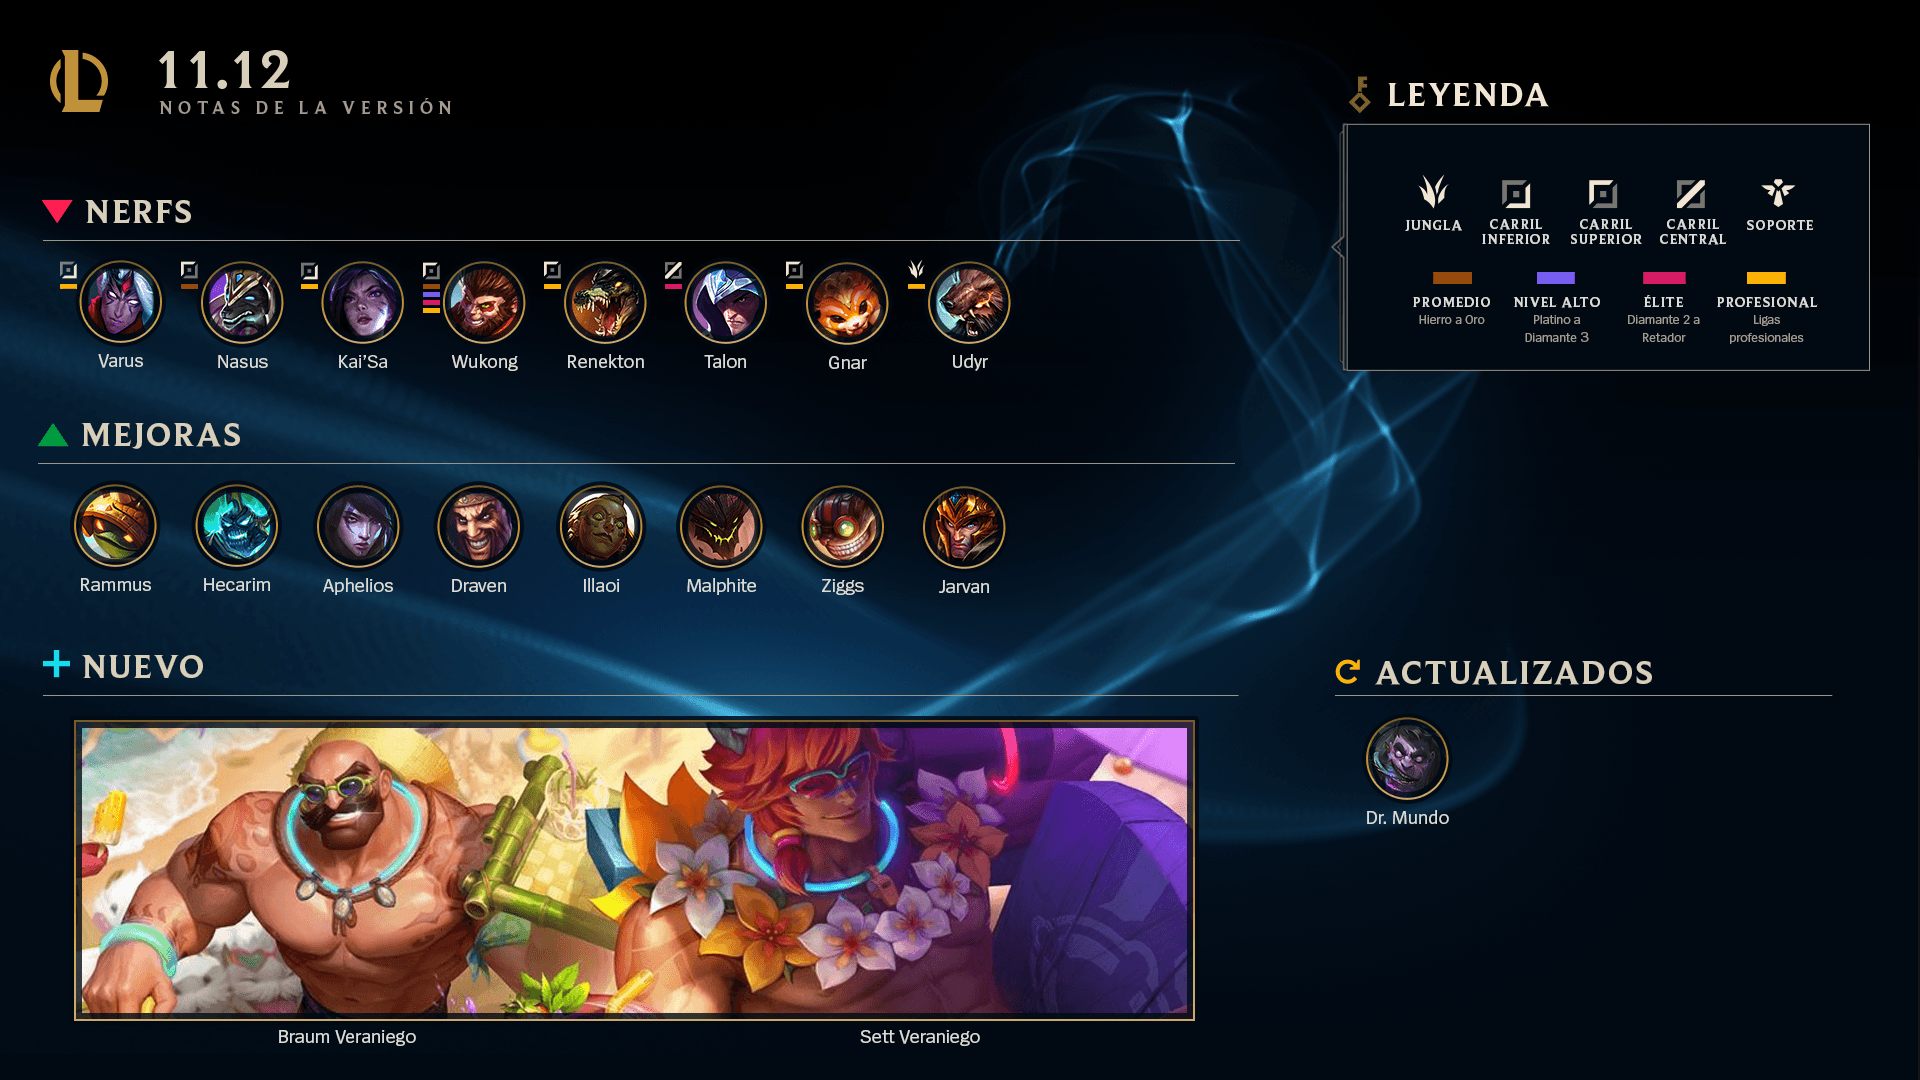 11.12
NOTAS DE LA VERSIÓN
NERFS
Varus
Nasus
Kai'Sa
Wukong
Renekton
Talon
Gnar
Udyr
MEJORAS
Rammus
Hecarim
Aphelios
Draven
Illaoi
Malphite
Ziggs
Jarvan
NUEVO
Braum Veraniego
Sett Veraniego
LEYENDA
JUNGLA
CARRIL
INFERIOR
CARRIL
SUPERIOR
CARRIL
CENTRAL
SOPORTE
PROMEDIO
Hierro a Oro
NIVEL ALTO
Platino a
Diamante 3
ÉLITE
Diamante 2 a
Retador
PROFESIONAL
Ligas
profesionales
ACTUALIZADOS
Dr. Mundo